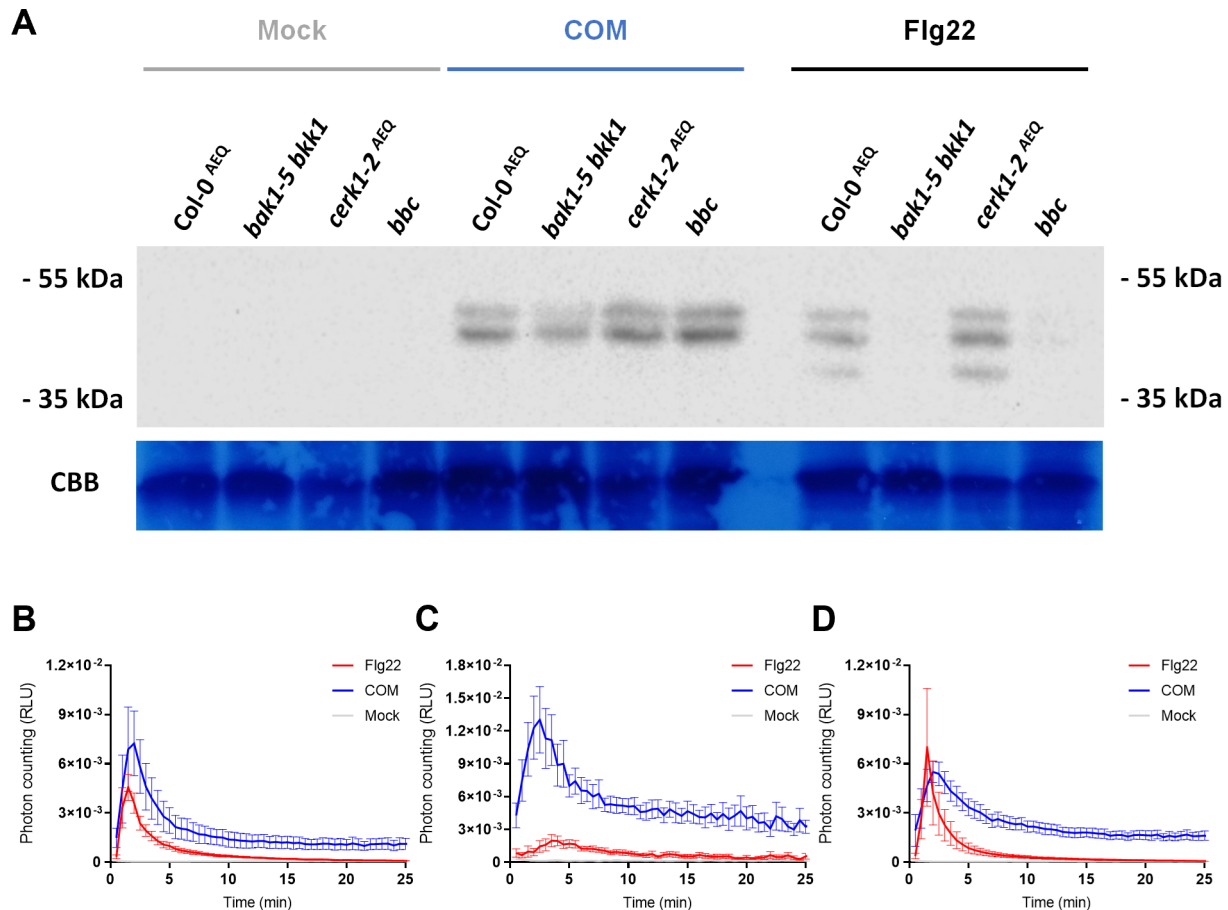 A
Mock COM Flg22
Col-0 AEQ bak1-5 bkk1 cerk1-2 AEQ bbc Col-0 AEQ bak1-5 bkk1 cerk1-2 AEQ bbc Col-0 AEQ bak1-5 bkk1 cerk1-2 AEQ bbc
- 55 kDa - 55 kDa
- 35 kDa - 35 kDa
CBB
B
1.2×10⁻²
9×10⁻³
6×10⁻³
3×10⁻³
0
Photon counting (RLU)
Flg22
COM
Mock
0 5 10 15 20 25
Time (min)
C
1.8×10⁻²
1.5×10⁻²
1.2×10⁻²
9×10⁻³
6×10⁻³
3×10⁻³
0
Photon counting (RLU)
Flg22
COM
Mock
0 5 10 15 20 25
Time (min)
D
1.2×10⁻²
9×10⁻³
6×10⁻³
3×10⁻³
0
Photon counting (RLU)
Flg22
COM
Mock
0 5 10 15 20 25
Time (min)